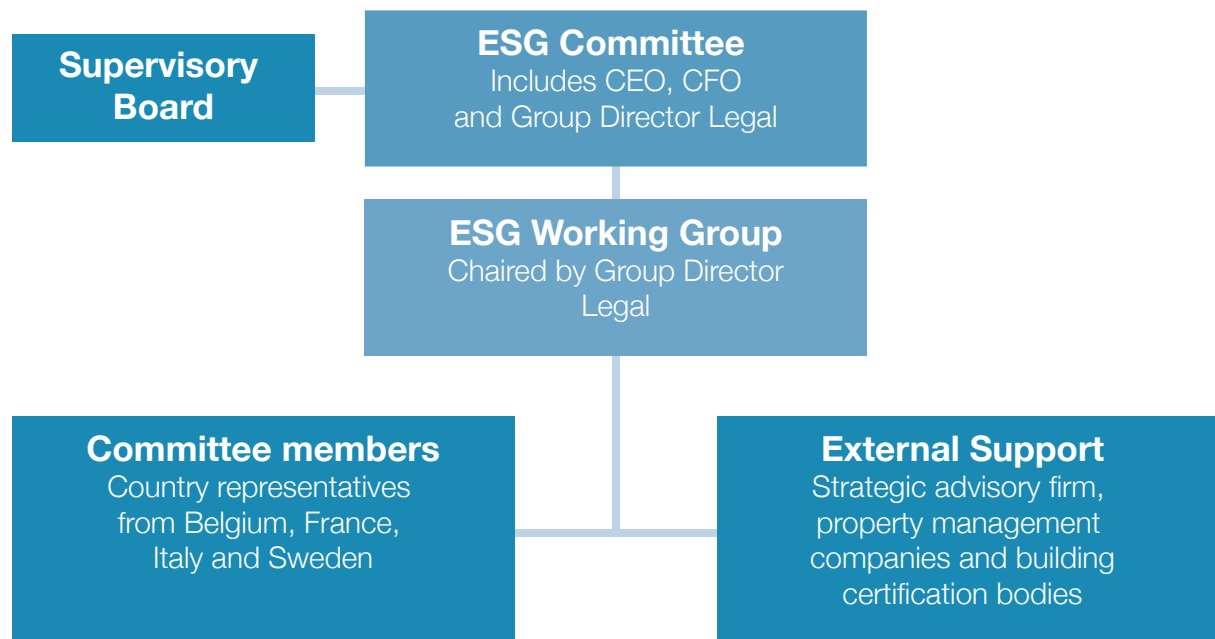 Supervisory
Board
ESG Committee
Includes CEO, CFO
and Group Director Legal
ESG Working Group
Chaired by Group Director
Legal
Committee members
Country representatives
from Belgium, France,
Italy and Sweden
External Support
Strategic advisory firm,
property management
companies and building
certification bodies